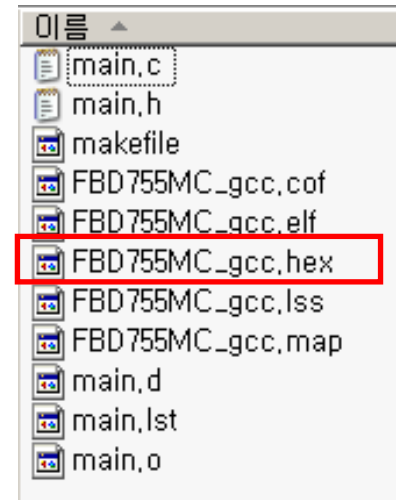 이름
main.c
main.h
makefile
FBD755MC_gcc.cof
FBD755MC_gcc.elf
FBD755MC_gcc.hex
FBD755MC_gcc.lss
FBD755MC_gcc.map
main.d
main.lst
main.o